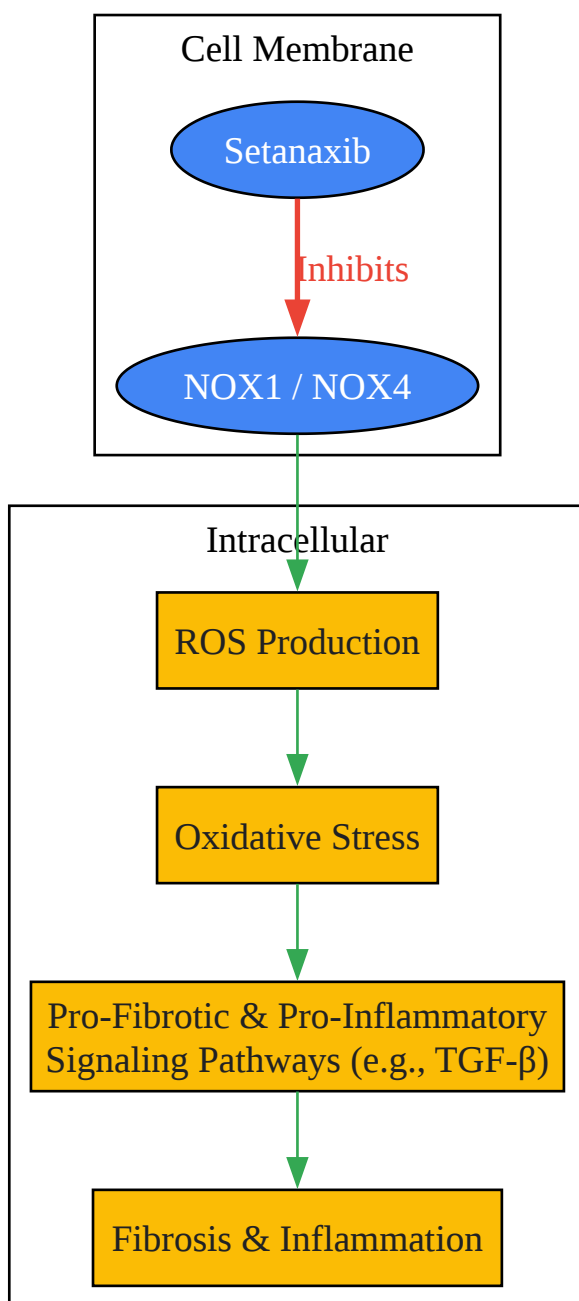 Cell Membrane
Setanaxib
Inhibits
NOX1 / NOX4
Intracellular
ROS Production
Oxidative Stress
Pro-Fibrotic & Pro-Inflammatory
Signaling Pathways (e.g., TGF-β)
Fibrosis & Inflammation